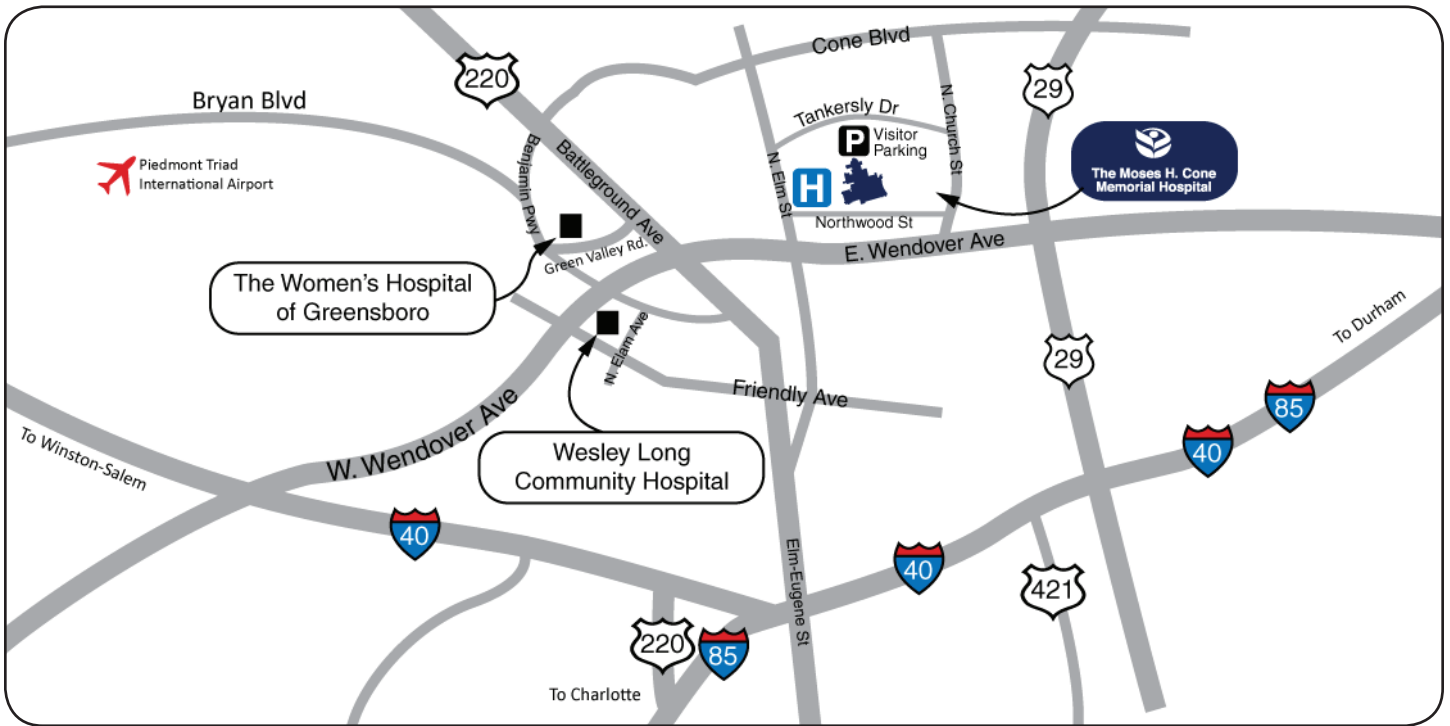 Cone Blvd
220
29
Bryan Blvd
Tankersly Dr
N. Church St
P
Visitor
Parking
Benjamin Pwy
Battleground Ave
Piedmont Triad
International Airport
N. Elm St
H
The Moses H. Cone
Memorial Hospital
Northwood St
E. Wendover Ave
Green Valley Rd.
The Women's Hospital
of Greensboro
N. Elam Ave
To Durham
29
Friendly Ave
85
W. Wendover Ave
To Winston-Salem
Wesley Long
Community Hospital
40
40
Elm-Eugene St
40
421
220
85
To Charlotte